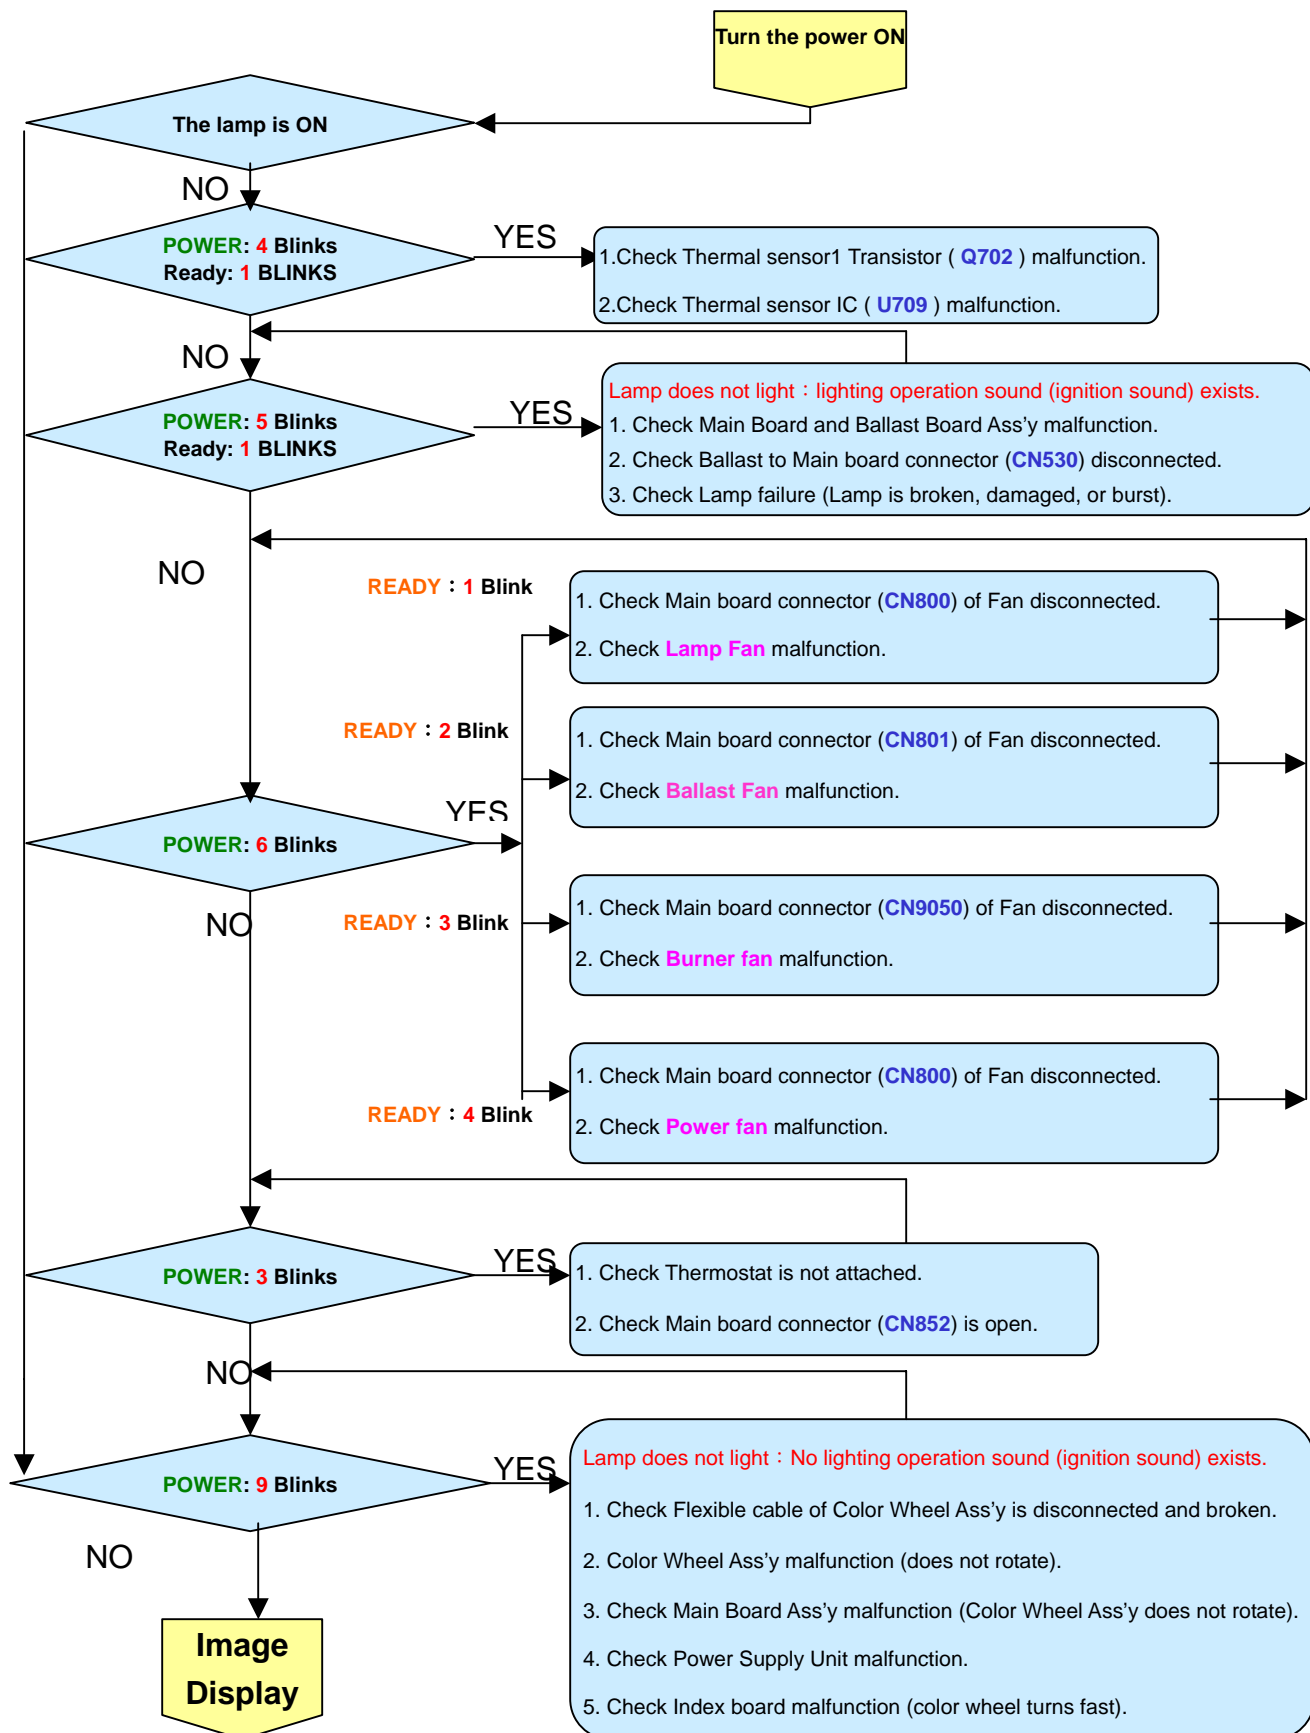 Turn the power ON
The lamp is ON
NO
POWER: 4 Blinks
Ready: 1 BLINKS
YES
1.Check Thermal sensor1 Transistor ( Q702 ) malfunction.
2.Check Thermal sensor IC ( U709 ) malfunction.
NO
POWER: 5 Blinks
Ready: 1 BLINKS
YES
Lamp does not light：lighting operation sound (ignition sound) exists.
1. Check Main Board and Ballast Board Ass'y malfunction.
2. Check Ballast to Main board connector (CN530) disconnected.
3. Check Lamp failure (Lamp is broken, damaged, or burst).
NO
READY：1 Blink
1. Check Main board connector (CN800) of Fan disconnected.
2. Check Lamp Fan malfunction.
READY：2 Blink
1. Check Main board connector (CN801) of Fan disconnected.
2. Check Ballast Fan malfunction.
YES
POWER: 6 Blinks
NO
READY：3 Blink
1. Check Main board connector (CN9050) of Fan disconnected.
2. Check Burner fan malfunction.
READY：4 Blink
1. Check Main board connector (CN800) of Fan disconnected.
2. Check Power fan malfunction.
POWER: 3 Blinks
YES
1. Check Thermostat is not attached.
2. Check Main board connector (CN852) is open.
NO
POWER: 9 Blinks
YES
Lamp does not light：No lighting operation sound (ignition sound) exists.
1. Check Flexible cable of Color Wheel Ass'y is disconnected and broken.
2. Color Wheel Ass'y malfunction (does not rotate).
3. Check Main Board Ass'y malfunction (Color Wheel Ass'y does not rotate).
4. Check Power Supply Unit malfunction.
5. Check Index board malfunction (color wheel turns fast).
NO
Image
Display